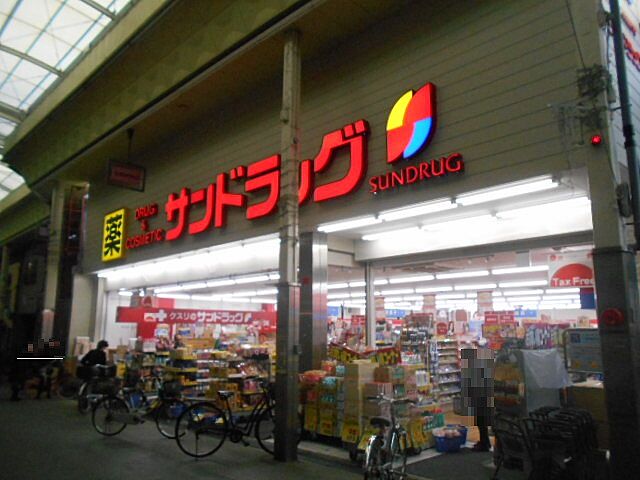 薬
DRUG
&
COSMETIC
サンドラッグ
SUNDRUG
クスリのサンドラッグ
Tax Free